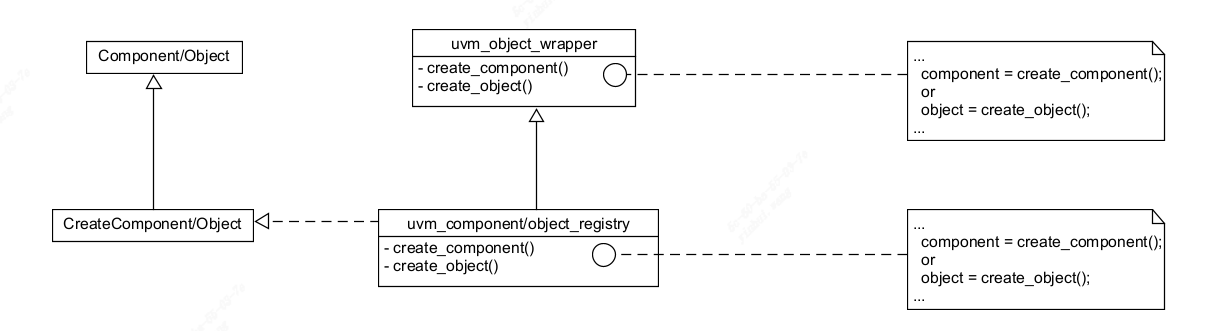 Component/Object
uvm_object_wrapper
- create_component()
- create_object()
...
component = create_component();
or
object = create_object();
...
CreateComponent/Object
uvm_component/object_registry
- create_component()
- create_object()
...
component = create_component();
or
object = create_object();
...